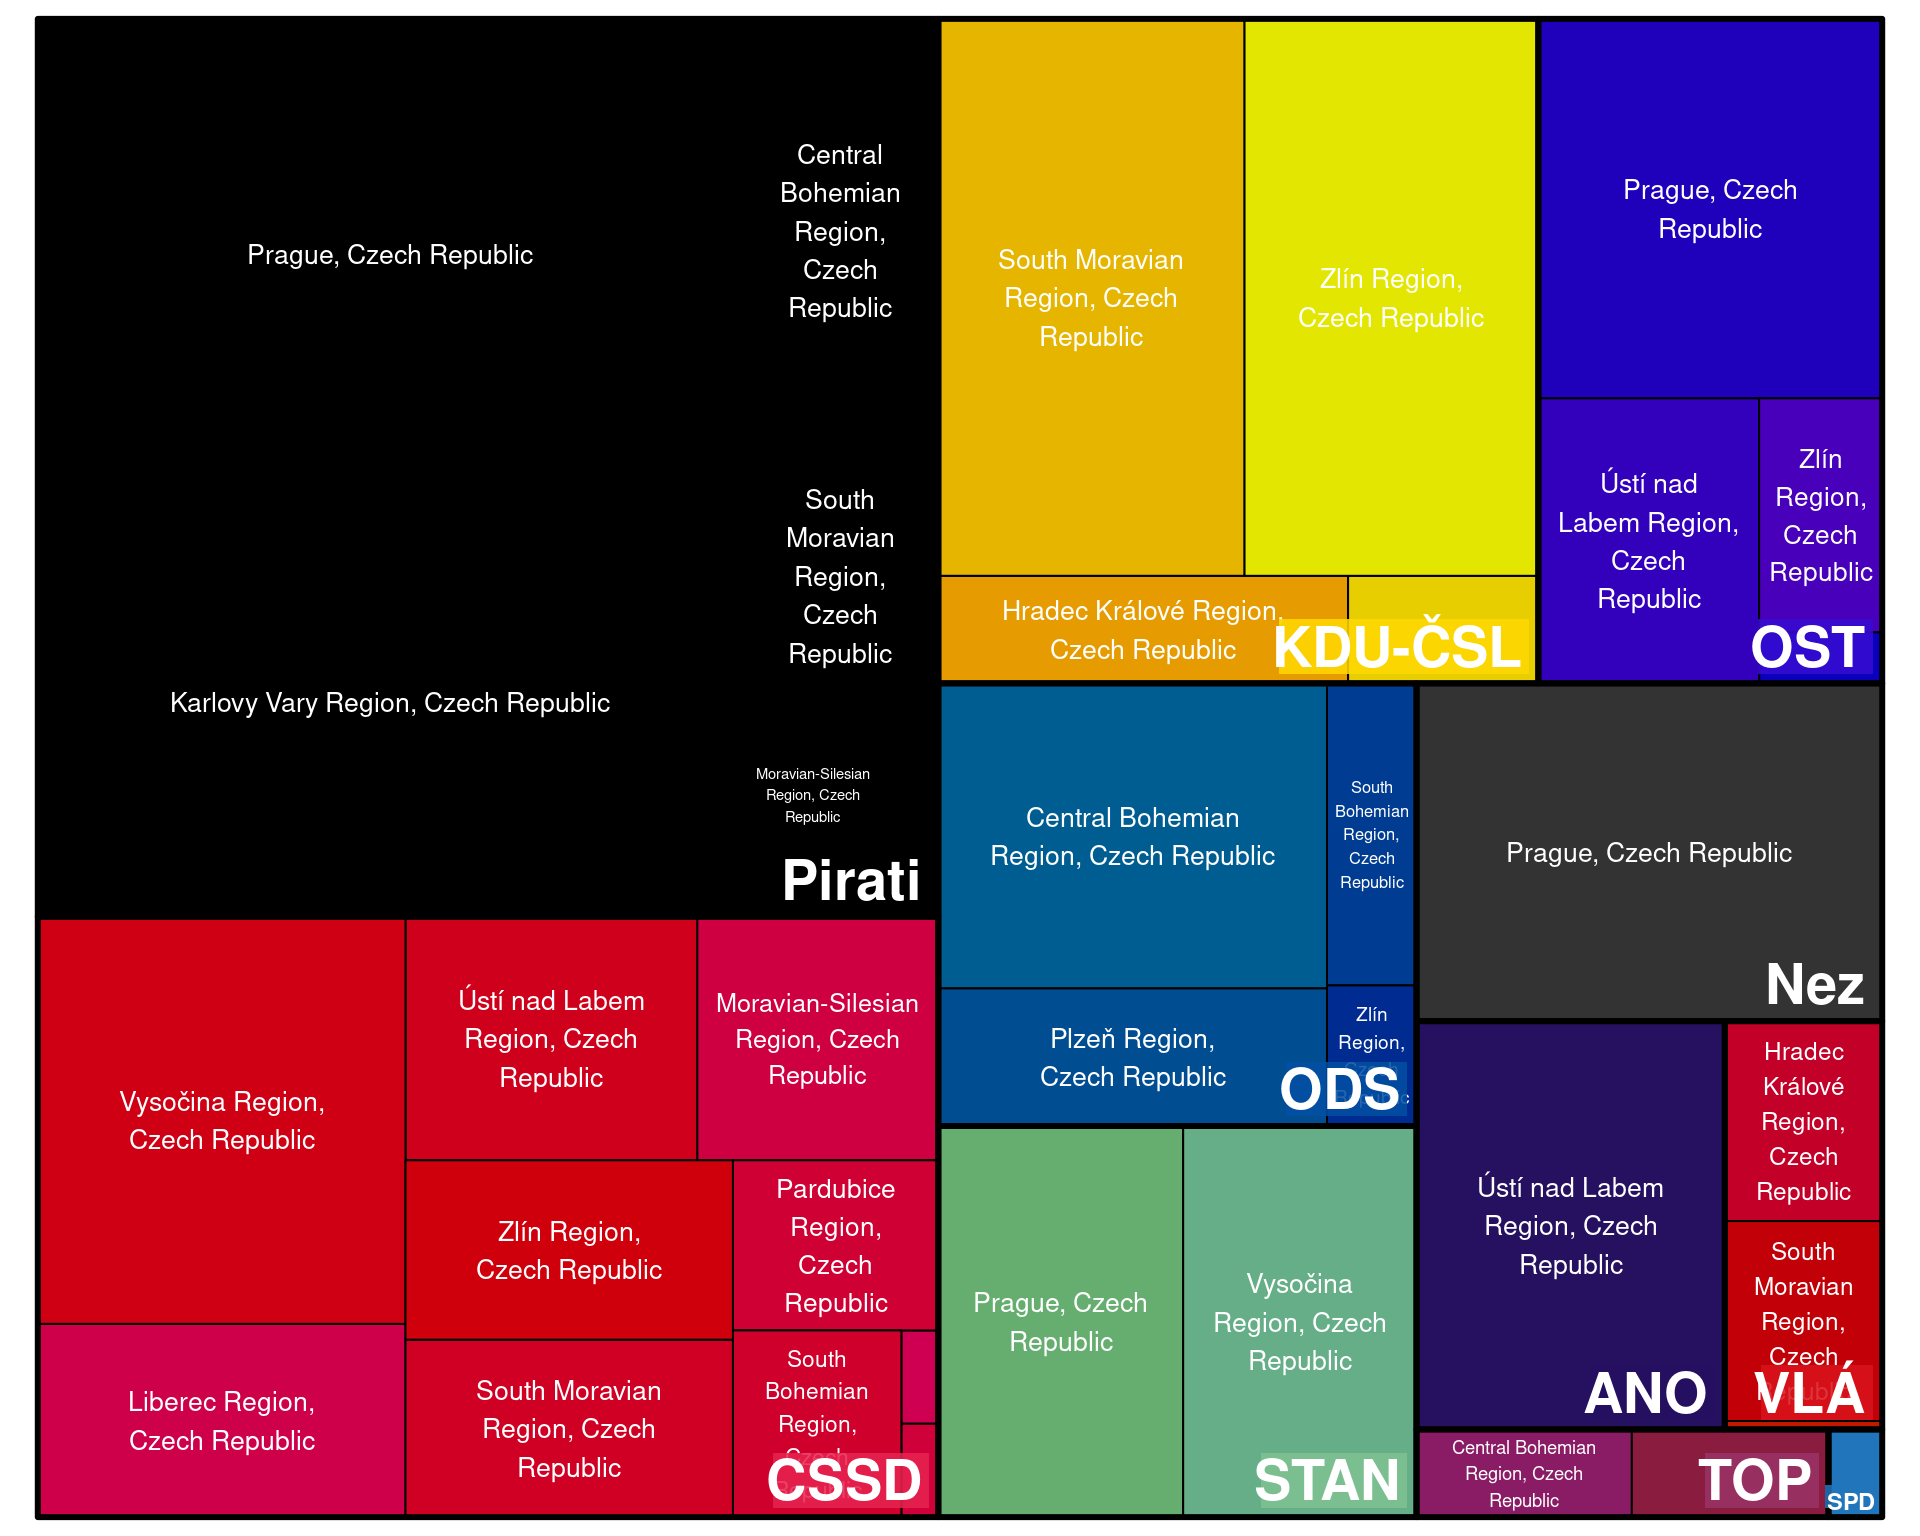 Prague, Czech Republic
Central
Bohemian
Region,
Czech
Republic
Karlovy Vary Region, Czech Republic
South
Moravian
Region,
Czech
Republic
Moravian-Silesian
Region, Czech
Republic
Pirati
South Moravian
Region, Czech
Republic
Zlín Region,
Czech Republic
Hradec Králové Region,
Czech Republic
KDU-ČSL
Prague, Czech
Republic
Ústí nad
Labem Region,
Czech
Republic
Zlín
Region,
Czech
Republic
OST
Central Bohemian
Region, Czech Republic
South
Bohemian
Region,
Czech
Republic
Plzeň Region,
Czech Republic
Zlín
Region,
Czech
Republic
ODS
Prague, Czech Republic
Nez
Vysočina Region,
Czech Republic
Ústí nad Labem
Region, Czech
Republic
Moravian-Silesian
Region, Czech
Republic
Zlín Region,
Czech Republic
Pardubice
Region,
Czech
Republic
Liberec Region,
Czech Republic
South Moravian
Region, Czech
Republic
South
Bohemian
Region,
Czech
Republic
CSSD
Prague, Czech
Republic
Vysočina
Region, Czech
Republic
STAN
Ústí nad Labem
Region, Czech
Republic
ANO
Hradec
Králové
Region,
Czech
Republic
South
Moravian
Region,
Czech
Republic
VLÁ
Central Bohemian
Region, Czech
Republic
TOP
SPD